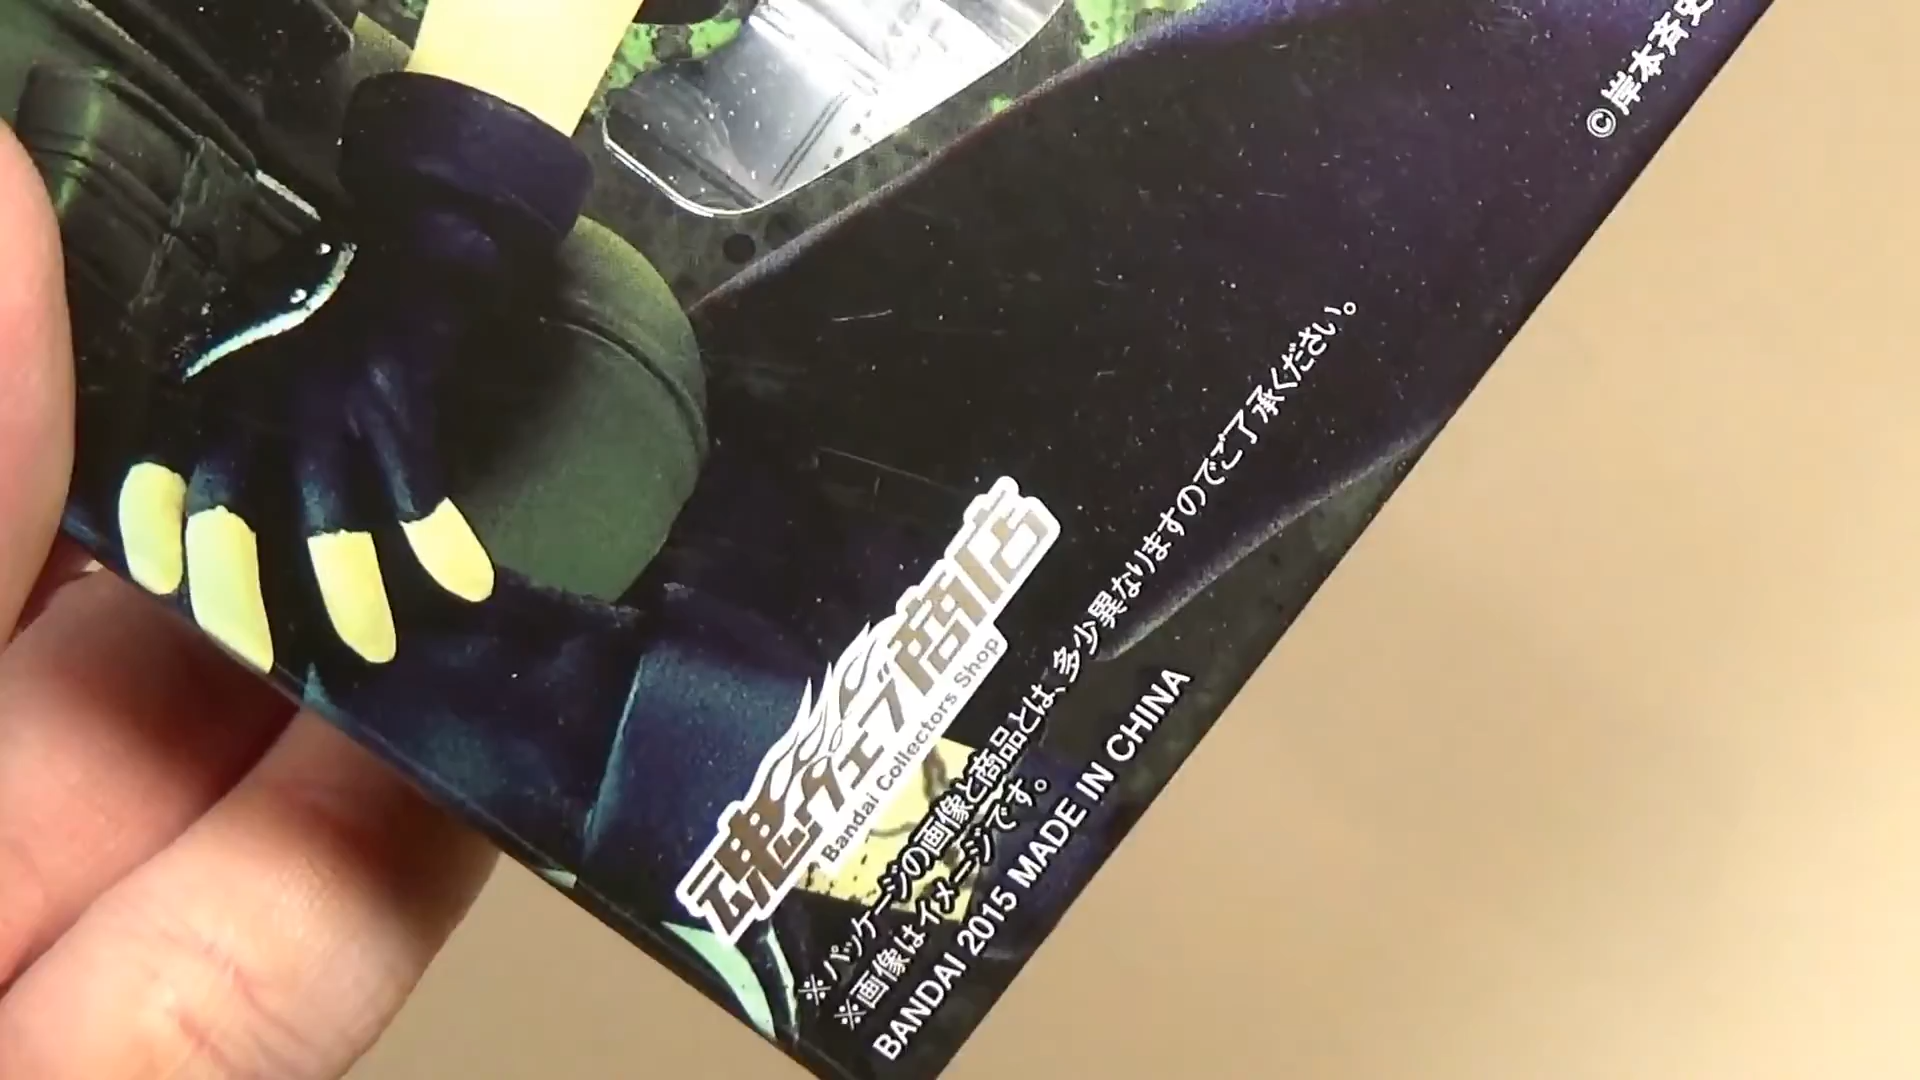 ©岸本斉史
魂ウェブ商店
Bandai Collectors Shop
※パッケージの画像と商品とは、多少異なりますのでご了承ください。
※画像はイメージです。
BANDAI 2015 MADE IN CHINA